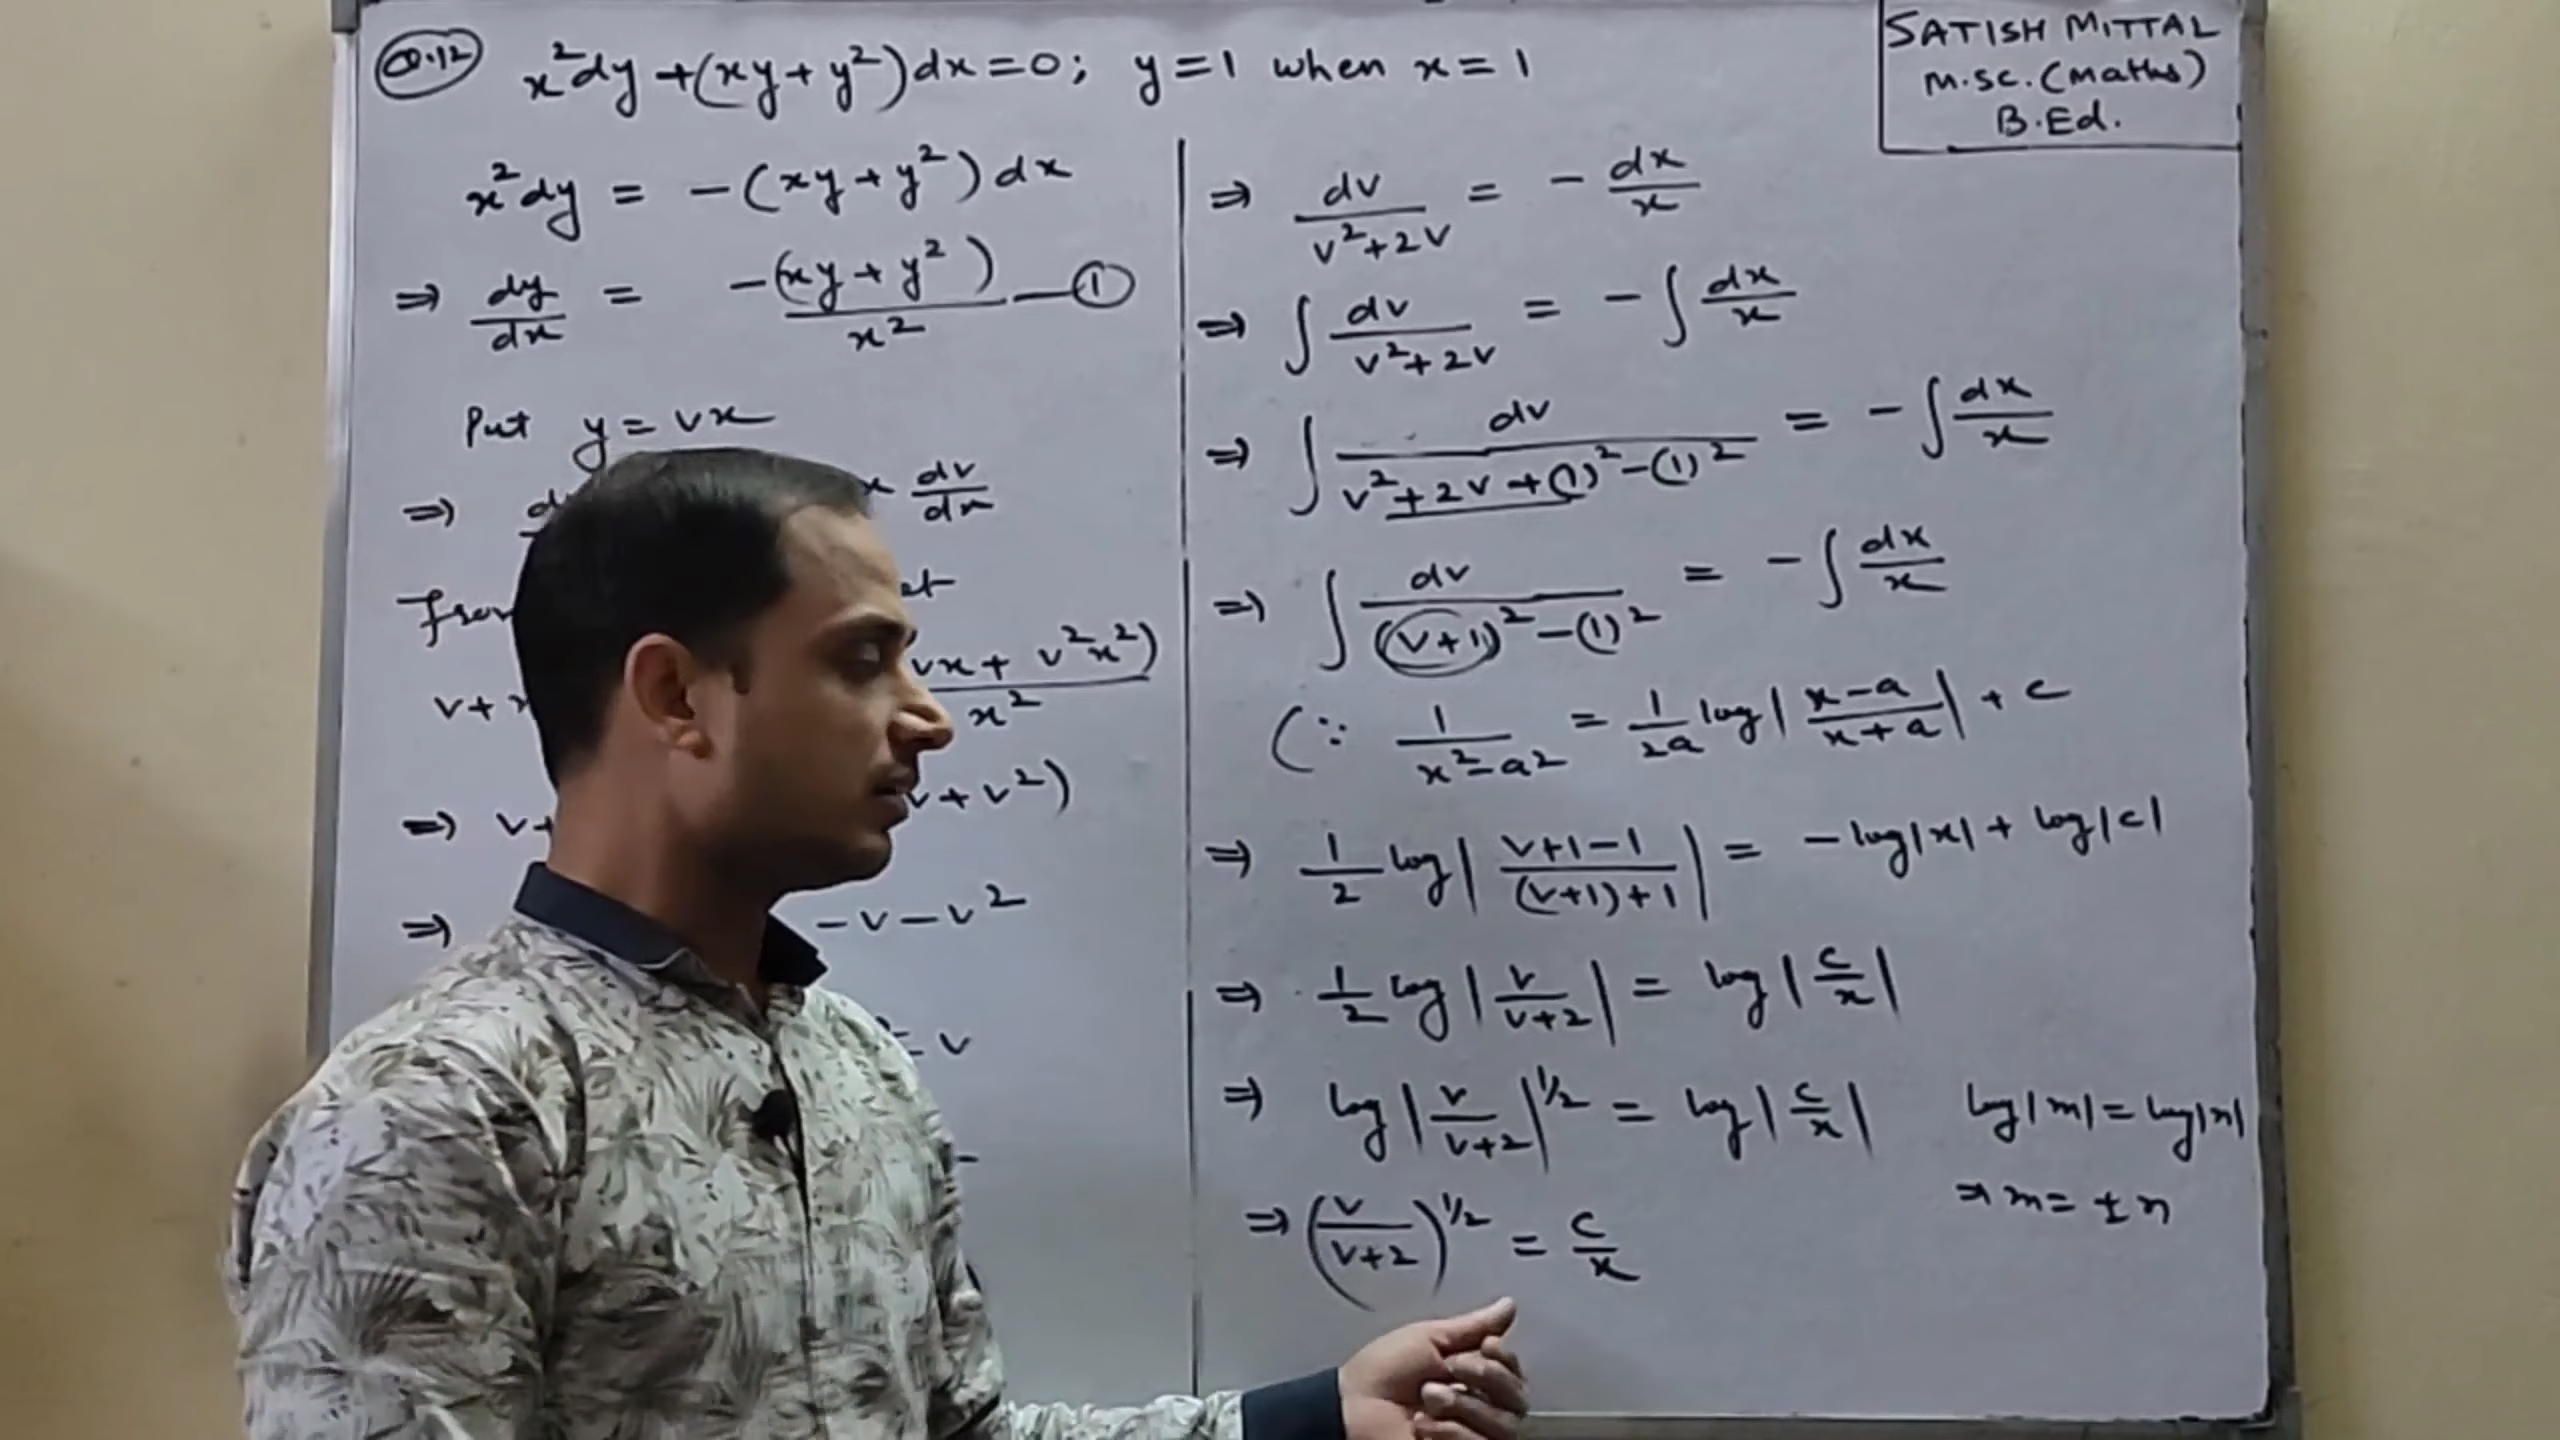 Q.12 x²dy + (xy + y²)dx = 0; y = 1 when x = 1
SATISH MITTAL
M.SC. (Maths)
B.Ed.
x²dy = -(xy + y²)dx
⇒ dy/dx = -(xy + y²)/x² — ①
Put y = vx
⇒ x dv/dx
vx + v²x²)/x²
v + v²)
⇒ -v - v²
⇒ dv/(v² + 2v) = - dx/x
⇒ ∫ dv/(v² + 2v) = - ∫ dx/x
⇒ ∫ dv/(v² + 2v + (1)² - (1)²) = - ∫ dx/x
⇒ ∫ dv/((v+1)² - (1)²) = - ∫ dx/x
(∵ 1/(x² - a²) = 1/2a log|(x-a)/(x+a)| + c
⇒ 1/2 log|(v+1-1)/((v+1)+1)| = -log|x| + log|c|
⇒ 1/2 log|v/(v+2)| = log|c/x|
⇒ log|v/(v+2)|^1/2 = log|c/x|
log|m| = log|n|
⇒ m = ± n
⇒ (v/(v+2))^1/2 = c/x